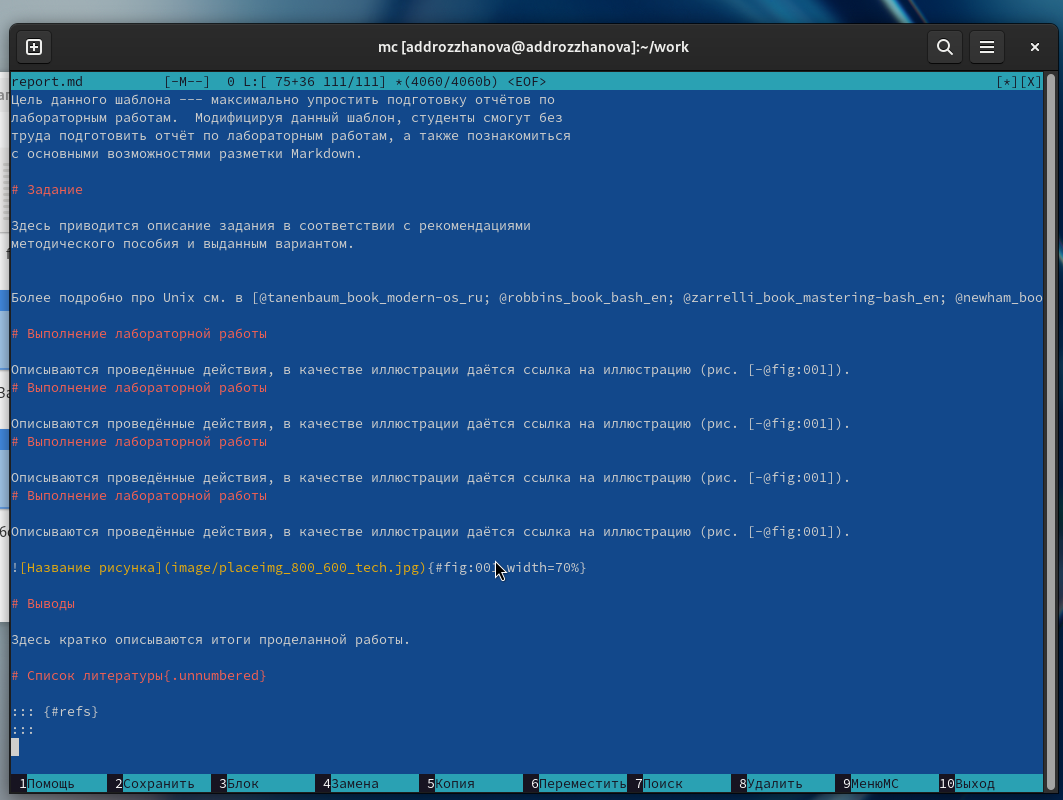 mc [addrozzhanova@addrozzhanova]:~/work
report.md [-M--] 0 L:[ 75+36 111/111] *(4060/4060b) <EOF> [*][X]
Цель данного шаблона --- максимально упростить подготовку отчётов по
лабораторным работам. Модифицируя данный шаблон, студенты смогут без
труда подготовить отчёт по лабораторным работам, а также познакомиться
с основными возможностями разметки Markdown.
# Задание
Здесь приводится описание задания в соответствии с рекомендациями
методического пособия и выданным вариантом.
Более подробно про Unix см. в [@tanenbaum_book_modern-os_ru; @robbins_book_bash_en; @zarrelli_book_mastering-bash_en; @newham_boo
# Выполнение лабораторной работы
Описываются проведённые действия, в качестве иллюстрации даётся ссылка на иллюстрацию (рис. [-@fig:001]).
# Выполнение лабораторной работы
Описываются проведённые действия, в качестве иллюстрации даётся ссылка на иллюстрацию (рис. [-@fig:001]).
# Выполнение лабораторной работы
Описываются проведённые действия, в качестве иллюстрации даётся ссылка на иллюстрацию (рис. [-@fig:001]).
# Выполнение лабораторной работы
Описываются проведённые действия, в качестве иллюстрации даётся ссылка на иллюстрацию (рис. [-@fig:001]).
![Название рисунка](image/placeimg_800_600_tech.jpg){#fig:001 width=70%}
# Выводы
Здесь кратко описываются итоги проделанной работы.
# Список литературы{.unnumbered}
::: {#refs}
:::
1Помощь 2Сохранить 3Блок 4Замена 5Копия 6Переместить 7Поиск 8Удалить 9МенюMC 10Выход